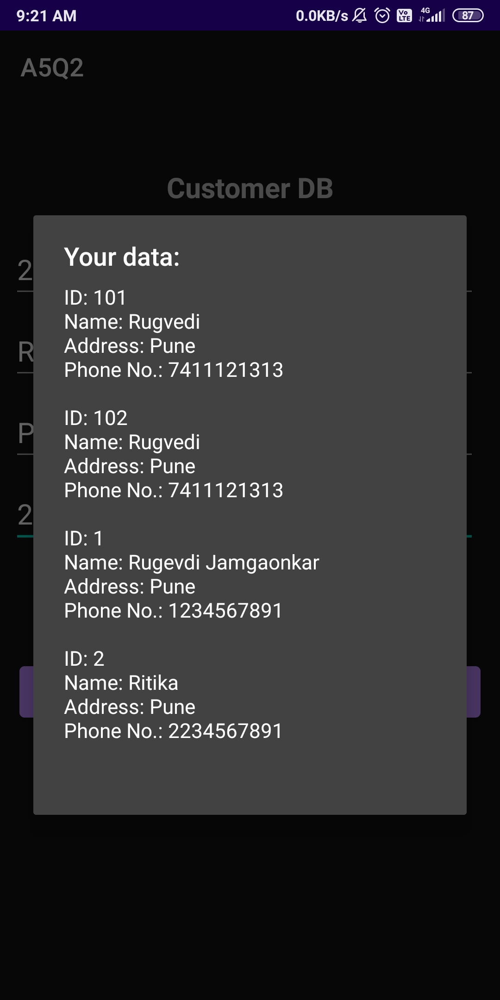 9:21 AM
0.0KB/s
Vo LTE
4G
87
A5Q2
Customer DB
Your data:
2
ID: 101
Name: Rugvedi
R
Address: Pune
Phone No.: 7411121313
ID: 102
P
Name: Rugvedi
Address: Pune
Phone No.: 7411121313
2
ID: 1
Name: Rugevdi Jamgaonkar
Address: Pune
Phone No.: 1234567891
ID: 2
Name: Ritika
Address: Pune
Phone No.: 2234567891